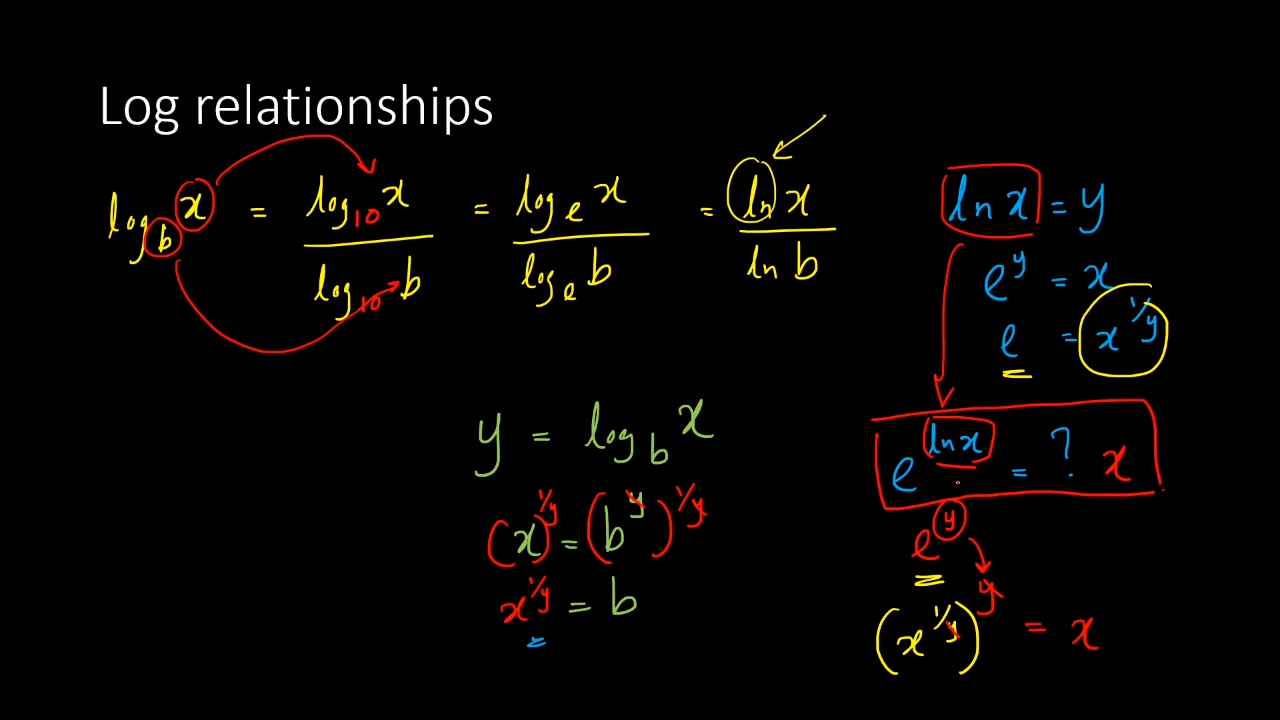 Log relationships
log_b x = log_10 x / log_10 b = log_e x / log_e b = ln x / ln b
ln x = y
e^y = x
e = x^1/y
y = log_b x
(x)^1/y = (b^y)^1/y
x^1/y = b
e^ln x = ? x
e^y
y
(x^1/y) = x